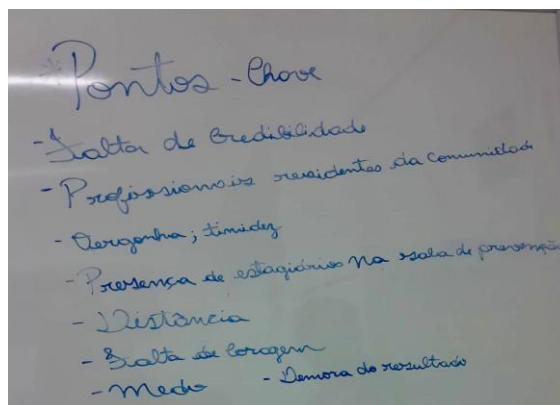 *Pontos - Chave
- Falta de Credibilidade
- Profissionais residentes da Comunidade
- Vergonha; timidez
- Presença de estagiários na sala de prevenção
- Distância
- Falta de Coragem
- Medo - Demora do resultado